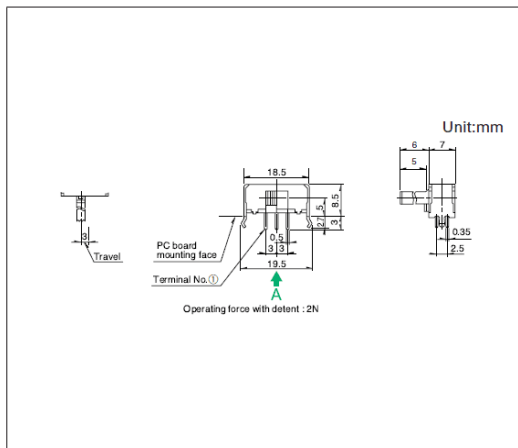 Unit:mm
6
7
5
18.5
8.5
5
2.7
3
0.5
3
3
19.5
PC board
mounting face
Terminal No.①
3
Travel
0.35
2.5
A
Operating force with detent : 2N